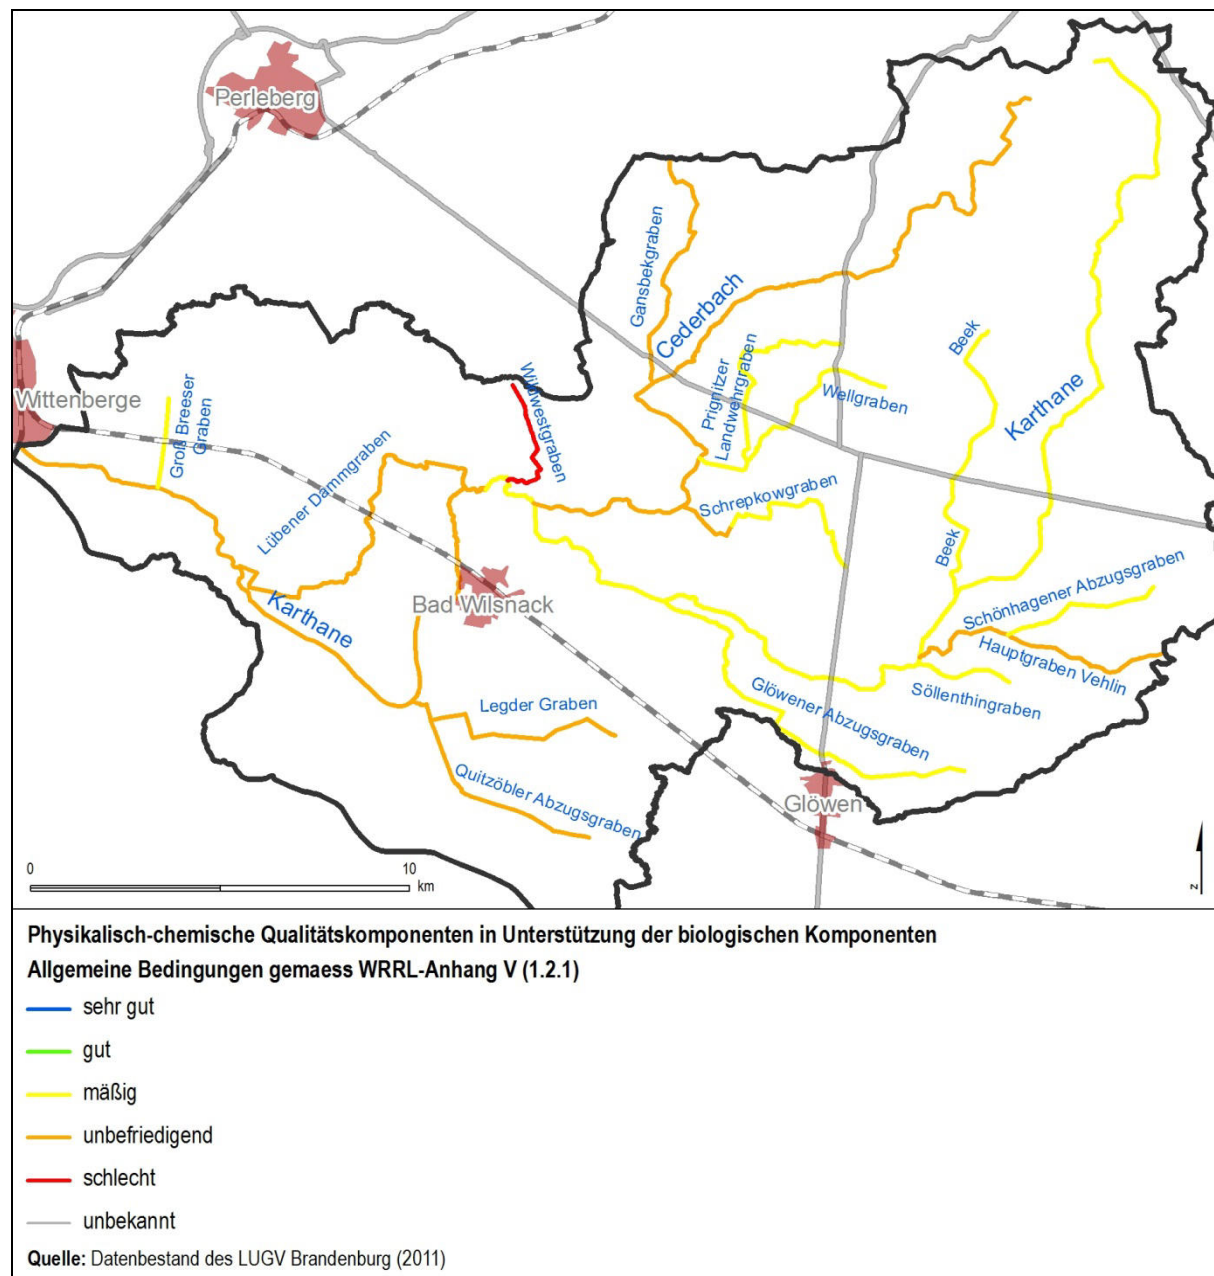 Perleberg
Gansbekgraben
Cederbach
Beek
Karthane
Prignitzer
Landwehrgraben
Wellgraben
Wildwestgraben
Wittenberge
Groß Breeser
Graben
Lübener Dammgraben
Schrepkowgraben
Beek
Schönhagener Abzugsgraben
Karthane
Bad Wilsnack
Hauptgraben Vehlin
Söllenthingraben
Glöwener Abzugsgraben
Legder Graben
Quitzöbler Abzugsgraben
Glöwen
0
10
km
N
Physikalisch-chemische Qualitätskomponenten in Unterstützung der biologischen Komponenten
Allgemeine Bedingungen gemaess WRRL-Anhang V (1.2.1)
sehr gut
gut
mäßig
unbefriedigend
schlecht
unbekannt
Quelle: Datenbestand des LUGV Brandenburg (2011)